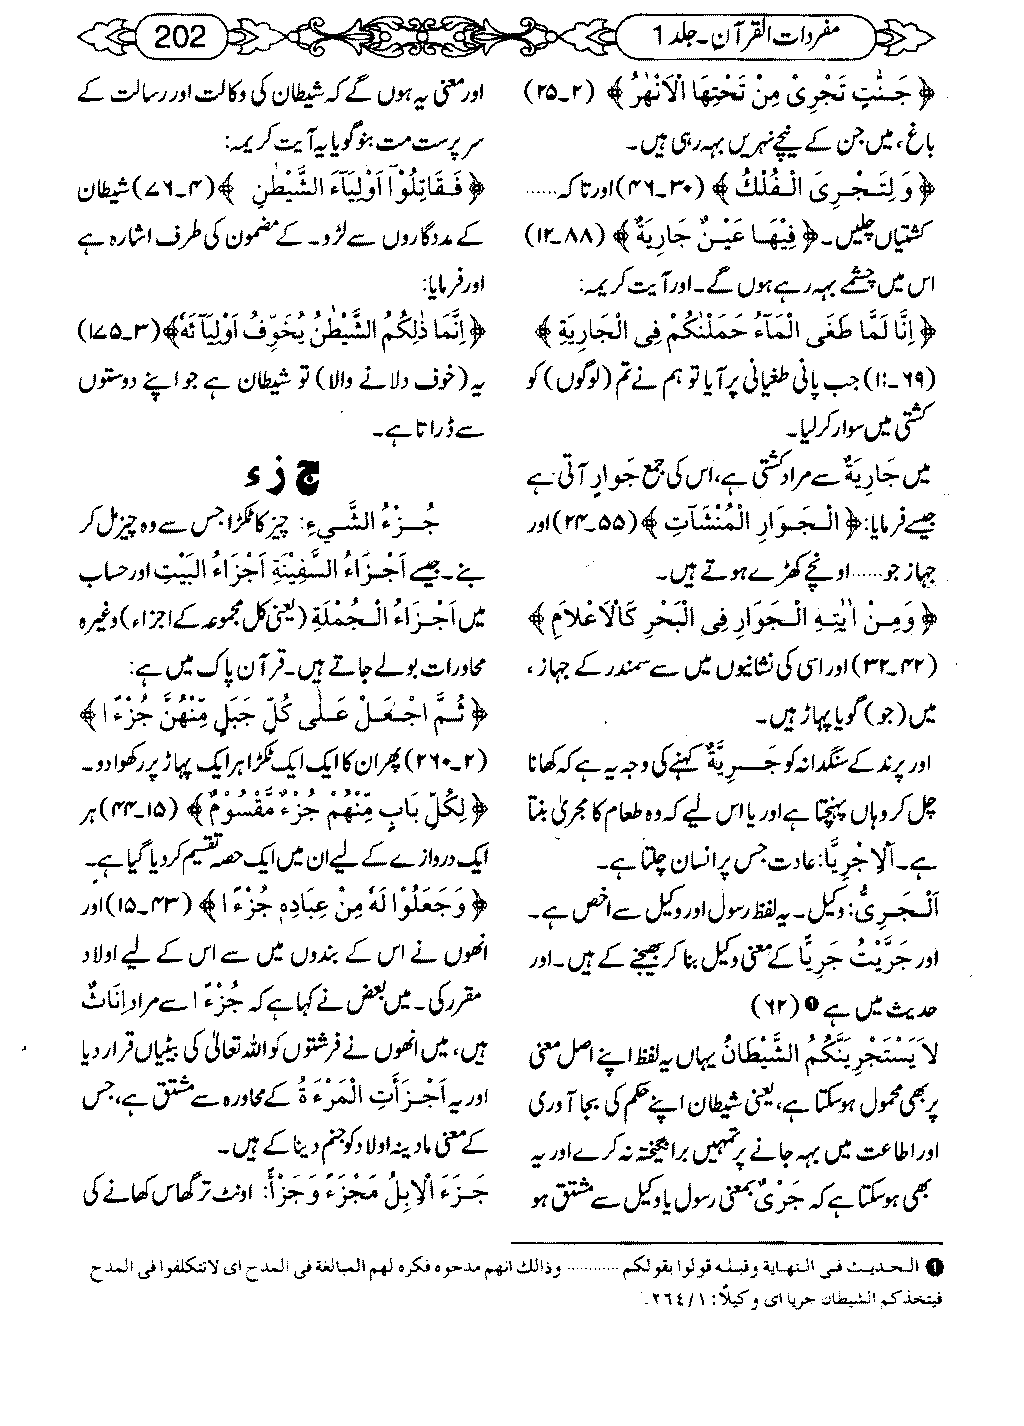 مفردات القرآن۔جلد 1
202
﴿جَنّٰتٍ تَجْرِیْ مِنْ تَحْتِهَا الْاَنْهٰرُ﴾ (۲۔۲۵)
باغ، میں جن کے نیچے نہریں بہہ رہی ہیں۔
﴿وَلِتَجْرِیَ الْفُلْكُ﴾ (۳۰۔۴۶) اور تاکہ......
کشتیاں چلیں۔ ﴿فِیْهَا عَیْنٌ جَارِیَةٌ﴾ (۸۸۔۱۲)
اس میں چشمے بہہ رہے ہوں گے۔ اور آیت کریمہ:
﴿اِنَّا لَمَّا طَغَی الْمَآءُ حَمَلْنٰكُمْ فِی الْجَارِیَةِ﴾
(۶۹۔۱۱) جب پانی طغیانی پر آیا تو ہم نے تم (لوگوں) کو
کشتی میں سوار کر لیا۔
میں جَارِیَةٌ سے مراد کشتی ہے، اس کی جمع جَوارٍ آتی ہے
جیسے فرمایا: ﴿الْجَوَارِ الْمُنْشَآتِ﴾ (۵۵۔۲۴) اور
جہاز جو...... اونچے کھڑے ہوتے ہیں۔
﴿وَمِنْ اٰیٰتِهِ الْجَوَارِ فِی الْبَحْرِ كَالْاَعْلَامِ﴾
(۴۲۔۳۲) اور اسی کی نشانیوں میں سے سمندر کے جہاز،
میں (جو) گویا پہاڑ ہیں۔
اور پرند کے سنگدانہ کو جَرِیَّةٌ کہنے کی وجہ یہ ہے کہ کھانا
چل کر وہاں پہنچتا ہے اور یا اس لیے کہ وہ طعام کا مجریٰ بنتا
ہے۔ اَلْاِجْرِیَّا: عادت جس پر انسان چلتا ہے۔
اَلْجَرِیُّ: وکیل۔ یہ لفظ رسول اور وکیل سے اخص ہے۔
اور جَرَّیْتُ جَرِیًّا کے معنی وکیل بنا کر بھیجنے کے ہیں۔ اور
حدیث میں ہے ❶ (۶۲)
لَا یَسْتَجْرِیَنَّكُمُ الشَّیْطَانُ یہاں یہ لفظ اپنے اصل معنی
پر بھی محمول ہو سکتا ہے، یعنی شیطان اپنے حکم کی بجا آوری
اور اطاعت میں بہہ جانے پر تمہیں برانگیختہ نہ کرے اور یہ
بھی ہو سکتا ہے کہ جَرْیٌ بمعنی رسول یا وکیل سے مشتق ہو
اور معنی یہ ہوں گے کہ شیطان کی وکالت اور رسالت کے
سرپرست مت بنو گویا یہ آیت کریمہ:
﴿فَقَاتِلُوْٓا اَوْلِیَآءَ الشَّیْطٰنِ﴾ (۴۔۷۶) شیطان
کے مددگاروں سے لڑو۔ کے مضمون کی طرف اشارہ ہے
اور فرمایا:
﴿اِنَّمَا ذٰلِكُمُ الشَّیْطٰنُ یُخَوِّفُ اَوْلِیَآئَهٗ﴾ (۳۔۱۷۵)
یہ (خوف دلانے والا) تو شیطان ہے جو اپنے دوستوں
سے ڈراتا ہے۔
ج زء
جُزْءُ الشَّیءِ: چیز کا ٹکڑا جس سے وہ چیز مل کر
بنے۔ جیسے اَجْزَاءُ السَّفِیْنَةِ اَجْزَاءُ الْبَیْتِ اور حساب
میں اَجْزَاءُ الْجُمْلَةِ (یعنی کل مجموعہ کے اجزاء) وغیرہ
محاورات بولے جاتے ہیں۔ قرآن پاک میں ہے:
﴿ثُمَّ اجْعَلْ عَلٰی كُلِّ جَبَلٍ مِّنْهُنَّ جُزْءًا﴾
(۲۔۲۶۰) پھر ان کا ایک ایک ٹکڑا ہر ایک پہاڑ پر رکھوا دو۔
﴿لِكُلِّ بَابٍ مِّنْهُمْ جُزْءٌ مَّقْسُوْمٌ﴾ (۱۵۔۴۴) ہر
ایک دروازے کے لیے ان میں ایک حصہ تقسیم کر دیا گیا ہے۔
﴿وَجَعَلُوْا لَهٗ مِنْ عِبَادِهٖ جُزْءًا﴾ (۴۳۔۱۵) اور
انھوں نے اس کے بندوں میں سے اس کے لیے اولاد
مقرر کی۔ میں بعض نے کہا ہے کہ جُزْءً ا سے مراد اِنَاثٌ
ہیں، میں انھوں نے فرشتوں کو اللہ تعالیٰ کی بیٹیاں قرار دیا
اور یہ اَجْزَأَتِ الْمَرْءَةُ کے محاورہ سے مشتق ہے، جس
کے معنی مادینہ اولاد کو جنم دینا کے ہیں۔
جَزَءَ الْاِبِلُ مَجْزَءً وَجَزْأً: اونٹ تر گھاس کھانے کی
❶ الحدیث فی النهایة وقبله قولوا بقولكم ............ وذالك انهم مدحوه فكره لهم المبالغة فی المدح ای لاتتكلفوا فی المدح
فیتخذكم الشیطان جریا ای وكیلًا: ۲۶۴/۱۔